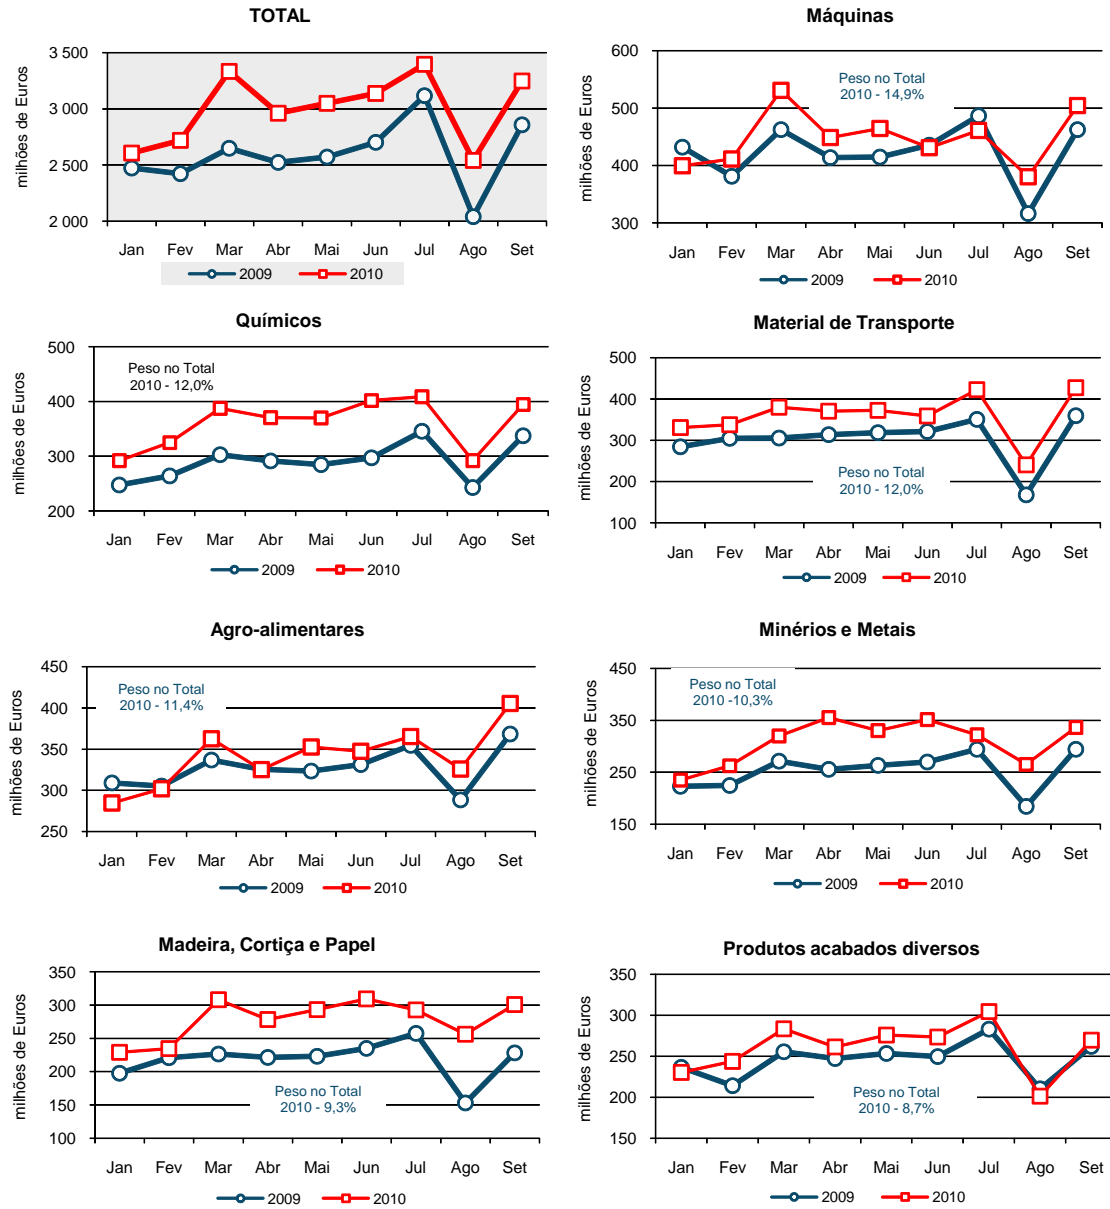 TOTAL
milhões de Euros
3 500
3 000
2 500
2 000
Jan Fev Mar Abr Mai Jun Jul Ago Set
2009 2010
Máquinas
milhões de Euros
600
500
400
300
Peso no Total
2010 - 14,9%
Jan Fev Mar Abr Mai Jun Jul Ago Set
2009 2010
Químicos
milhões de Euros
500
400
300
200
Peso no Total
2010 - 12,0%
Jan Fev Mar Abr Mai Jun Jul Ago Set
2009 2010
Material de Transporte
milhões de Euros
500
400
300
200
100
Peso no Total
2010 - 12,0%
Jan Fev Mar Abr Mai Jun Jul Ago Set
2009 2010
Agro-alimentares
milhões de Euros
450
400
350
300
250
Peso no Total
2010 - 11,4%
Jan Fev Mar Abr Mai Jun Jul Ago Set
2009 2010
Minérios e Metais
milhões de Euros
450
350
250
150
Peso no Total
2010 -10,3%
Jan Fev Mar Abr Mai Jun Jul Ago Set
2009 2010
Madeira, Cortiça e Papel
milhões de Euros
350
300
250
200
150
100
Peso no Total
2010 - 9,3%
Jan Fev Mar Abr Mai Jun Jul Ago Set
2009 2010
Produtos acabados diversos
milhões de Euros
350
300
250
200
150
Peso no Total
2010 - 8,7%
Jan Fev Mar Abr Mai Jun Jul Ago Set
2009 2010